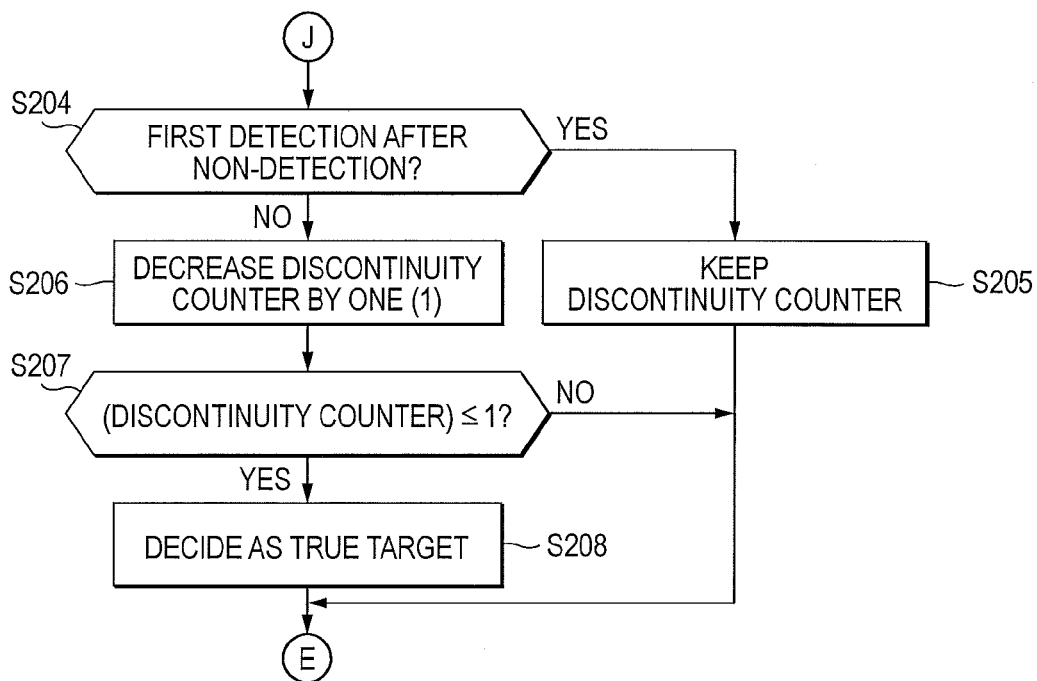 J
S204
FIRST DETECTION AFTER
NON-DETECTION?
YES
NO
S206
DECREASE DISCONTINUITY
COUNTER BY ONE (1)
KEEP
DISCONTINUITY COUNTER
S205
S207
(DISCONTINUITY COUNTER) ≤ 1?
NO
YES
DECIDE AS TRUE TARGET
S208
E